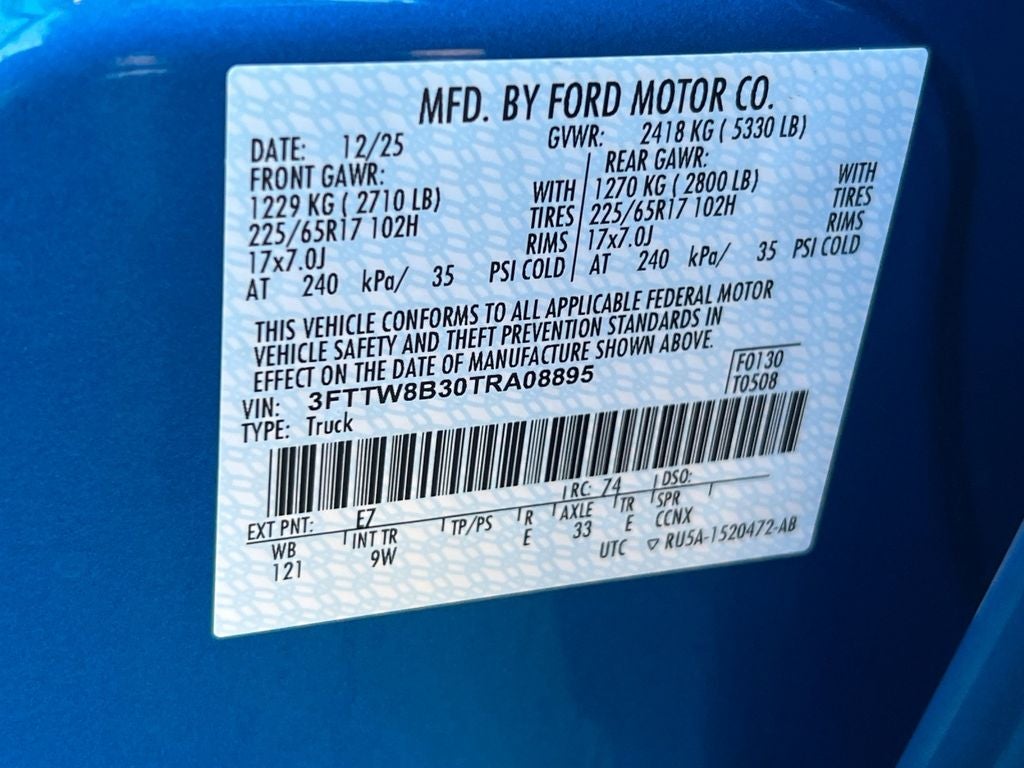 MFD. BY FORD MOTOR CO.
DATE: 12/25 GVWR: 2418 KG ( 5330 LB)
FRONT GAWR: REAR GAWR:
1229 KG ( 2710 LB) WITH 1270 KG ( 2800 LB) WITH
225/65R17 102H TIRES 225/65R17 102H TIRES
17x7.0J RIMS 17x7.0J RIMS
AT 240 kPa/ 35 PSI COLD AT 240 kPa/ 35 PSI COLD
THIS VEHICLE CONFORMS TO ALL APPLICABLE FEDERAL MOTOR
VEHICLE SAFETY AND THEFT PREVENTION STANDARDS IN
EFFECT ON THE DATE OF MANUFACTURE SHOWN ABOVE.
VIN: 3FTTW8B30TRA08895 F0130
TYPE: Truck T0508
EXT PNT: E7 RC: 74 DSO:
WB INT TR TP/PS R AXLE TR SPR
121 9W E 33 E CCNX
UTC ▽ RU5A-1520472-AB